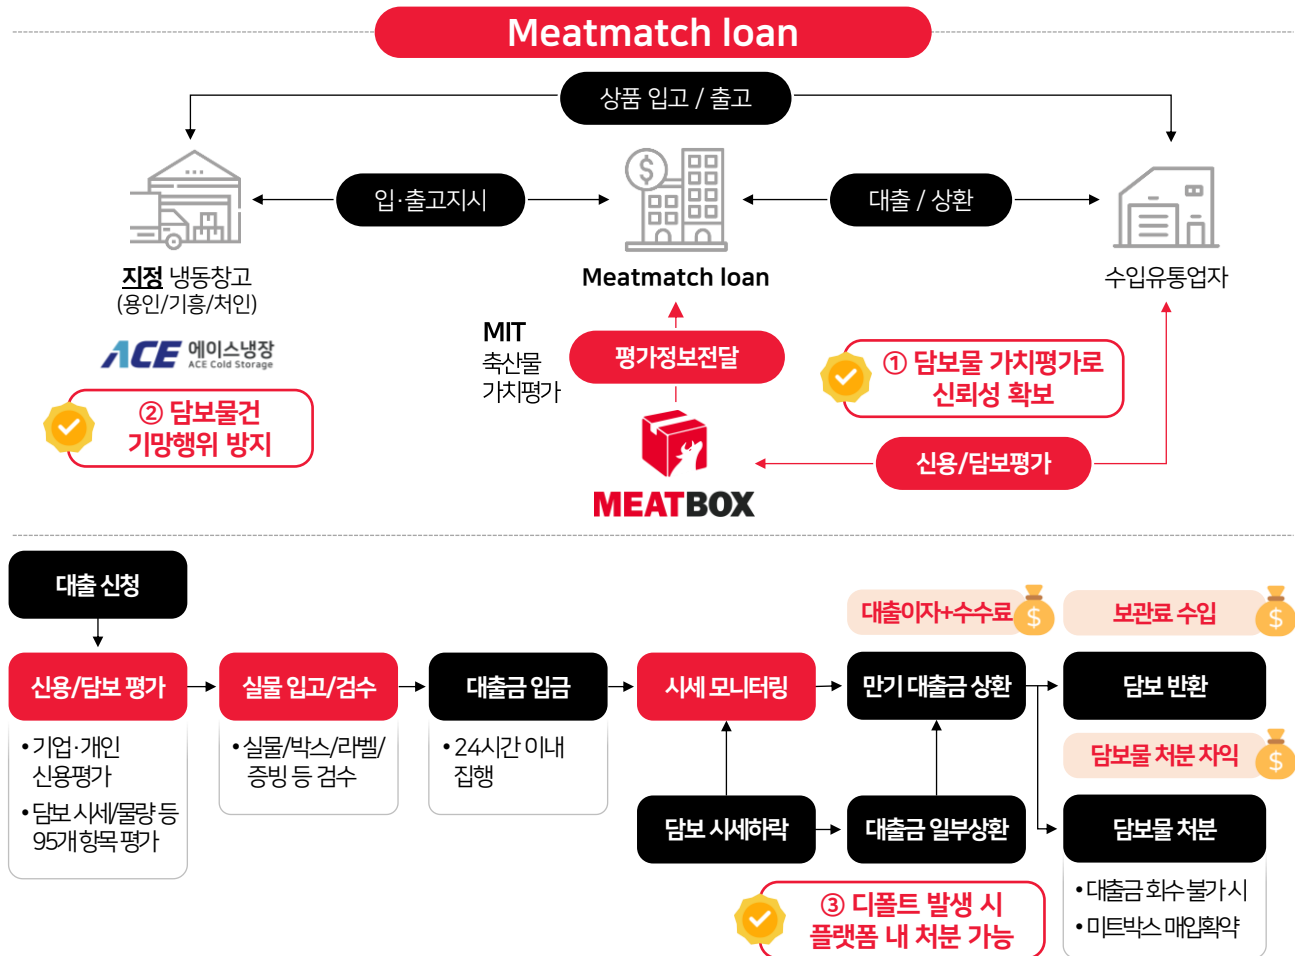 Meatmatch loan
상품 입고 / 출고
입·출고지시
대출 / 상환
지정 냉동창고
(용인/기흥/처인)
Meatmatch loan
수입유통업자
ACE 에이스냉장
ACE Cold Storage
MIT
축산물
가치평가
평가정보전달
① 담보물 가치평가로
신뢰성 확보
② 담보물건
기망행위 방지
신용/담보평가
MEATBOX
대출 신청
대출이자+수수료
$
보관료 수입
$
신용/담보 평가
실물 입고/검수
대출금 입금
시세 모니터링
만기 대출금 상환
담보 반환
• 기업·개인
신용평가
• 담보 시세/물량 등
95개 항목 평가
• 실물/박스/라벨/
증빙 등 검수
• 24시간 이내
집행
담보물 처분 차익
$
담보 시세하락
대출금 일부상환
담보물 처분
• 대출금 회수 불가 시
• 미트박스 매입확약
③ 디폴트 발생 시
플랫폼 내 처분 가능